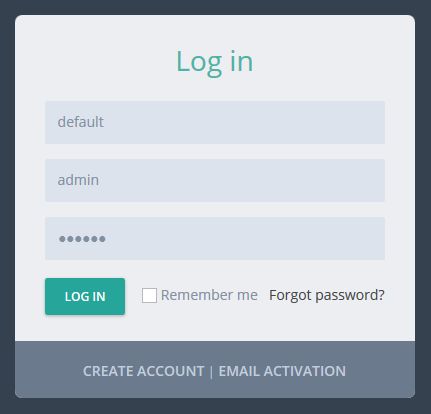 Log in
default
admin
••••••
LOG IN Remember me Forgot password?
CREATE ACCOUNT | EMAIL ACTIVATION